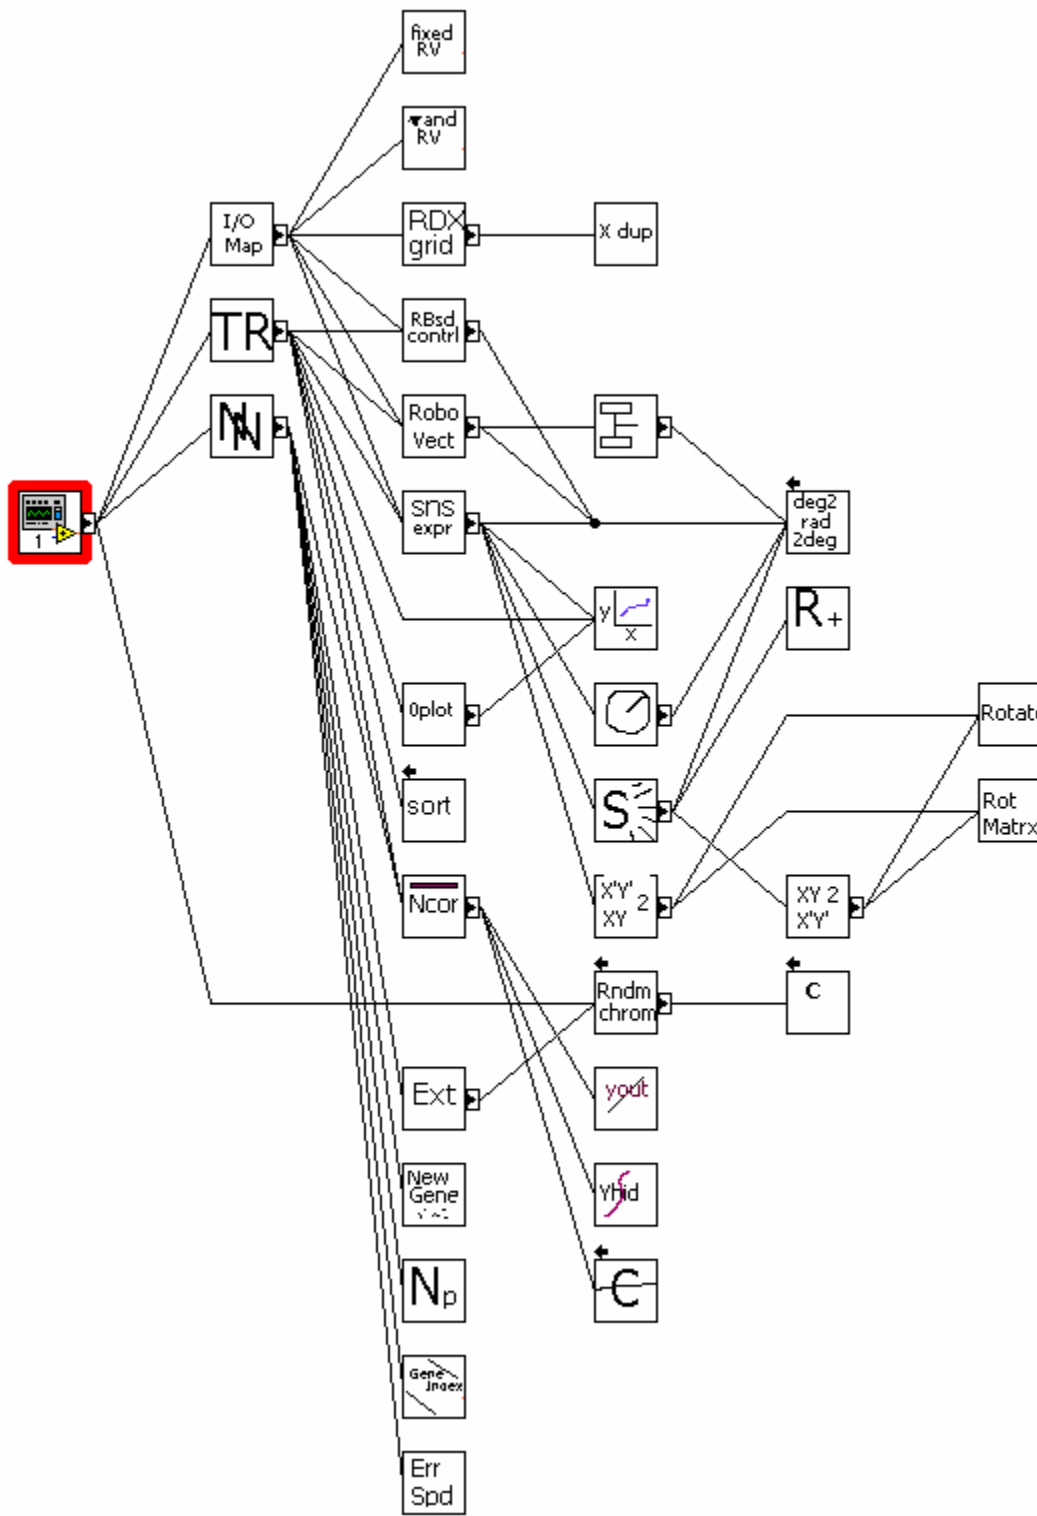 fixed
RV
and
RV
I/O
Map
RDX
grid
X dup
TR
RBsd
contrl
NN
Robo
Vect
1
sns
expr
deg2
rad
2deg
y
x
R+
0plot
Rotate
sort
S
Rot
Matrx
Ncor
X'Y' 2
XY
XY 2
X'Y'
Rndm
chrom
C
Ext
yout
New
Gene
Yhid
Np
C
Gene
Index
Err
Spd